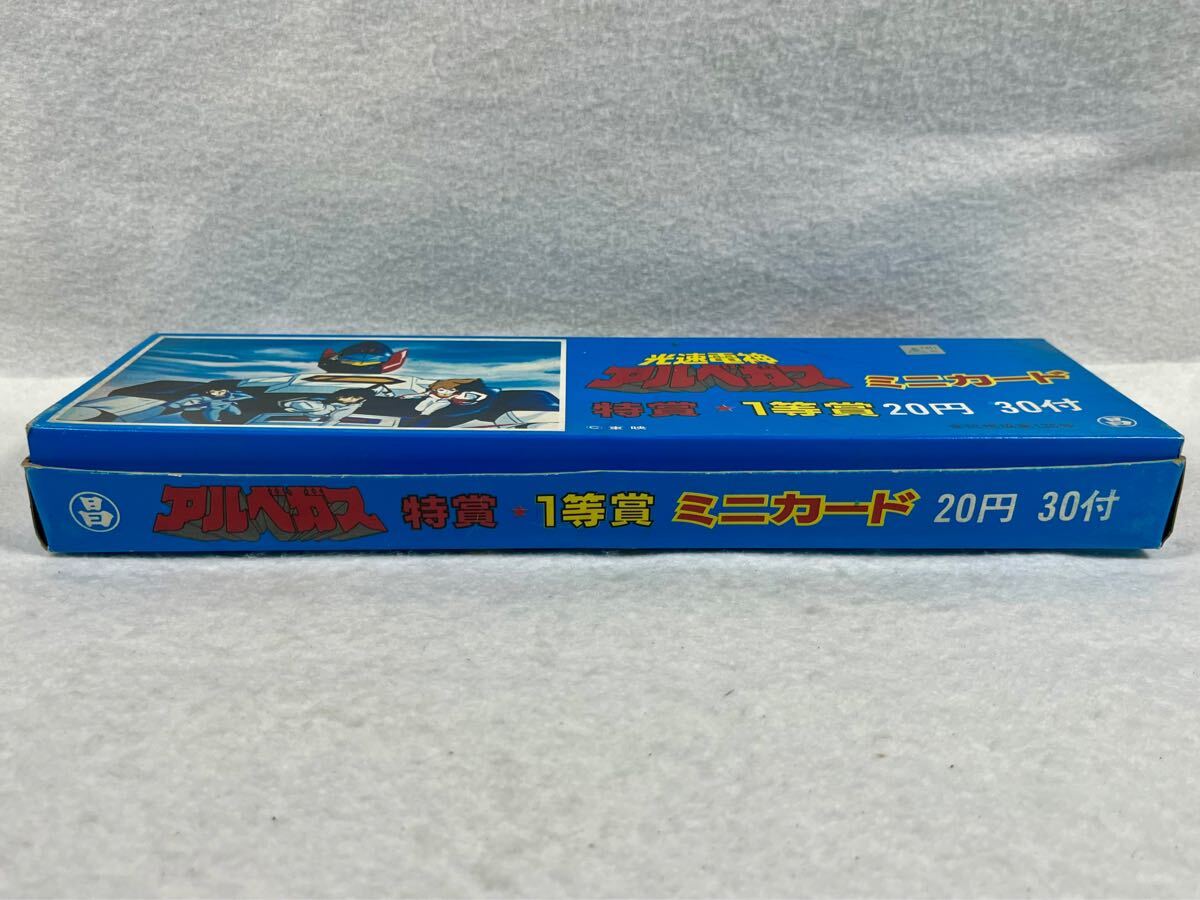 光速電神
アルベガス ミニカード
特賞 ★ 1等賞 20円 30付
(C) 東映
昌
昌 アルベガス 特賞 ★ 1等賞 ミニカード 20円 30付